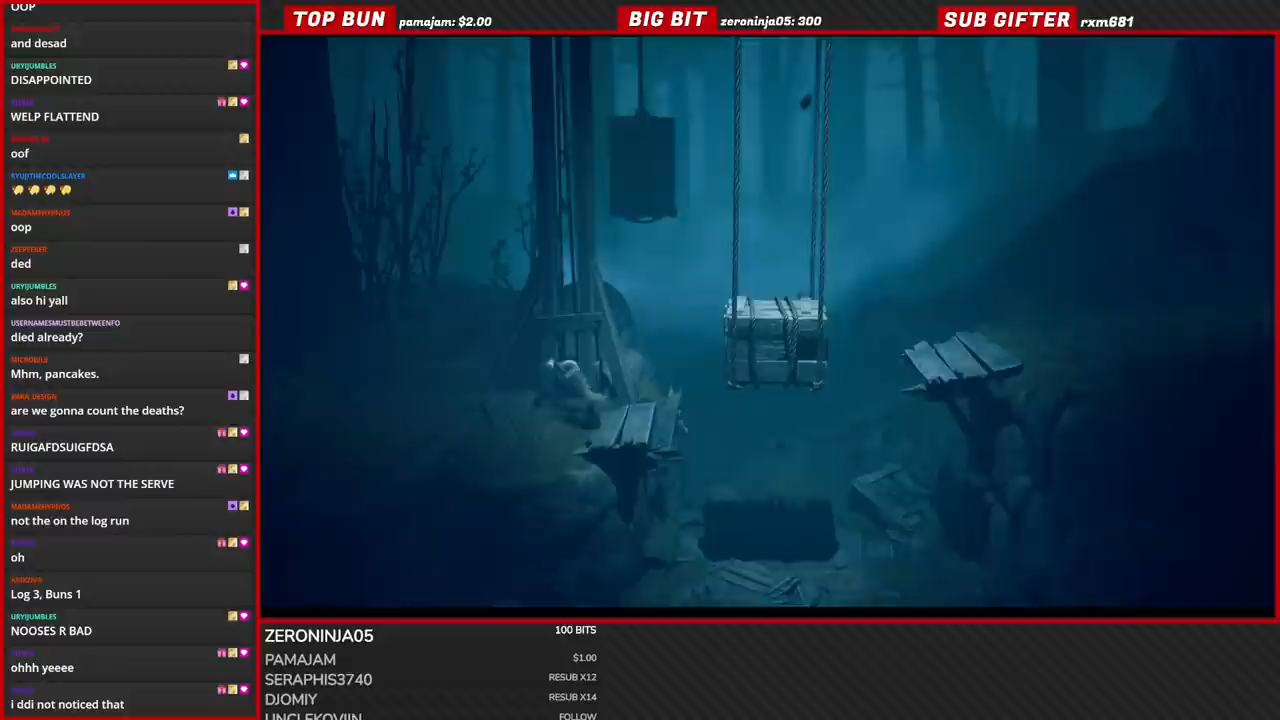 OOP
and desad
URYIJUMBLES
DISAPPOINTED
WELP FLATTEND
oof
RYUJITHECOOLSLAYER
MADAMEHYPNOS
oop
ZEEPTEBER
ded
URYIJUMBLES
also hi yall
USERNAMESMUSTBEBETWEENFO
died already?
Mhm, pancakes.
are we gonna count the deaths?
RUIGAFDSUIGFDSA
JUMPING WAS NOT THE SERVE
MADAMEHYPNOS
not the on the log run
oh
Log 3, Buns 1
URYIJUMBLES
NOOSES R BAD
ohhh yeeee
i ddi not noticed that
TOP BUN pamajam: $2.00
BIG BIT zeroninja05: 300
SUB GIFTER rxm681
ZERONINJA05 100 BITS
PAMAJAM $1.00
SERAPHIS3740 RESUB X12
DJOMIY RESUB X14
UNCLEKOVIIN FOLLOW